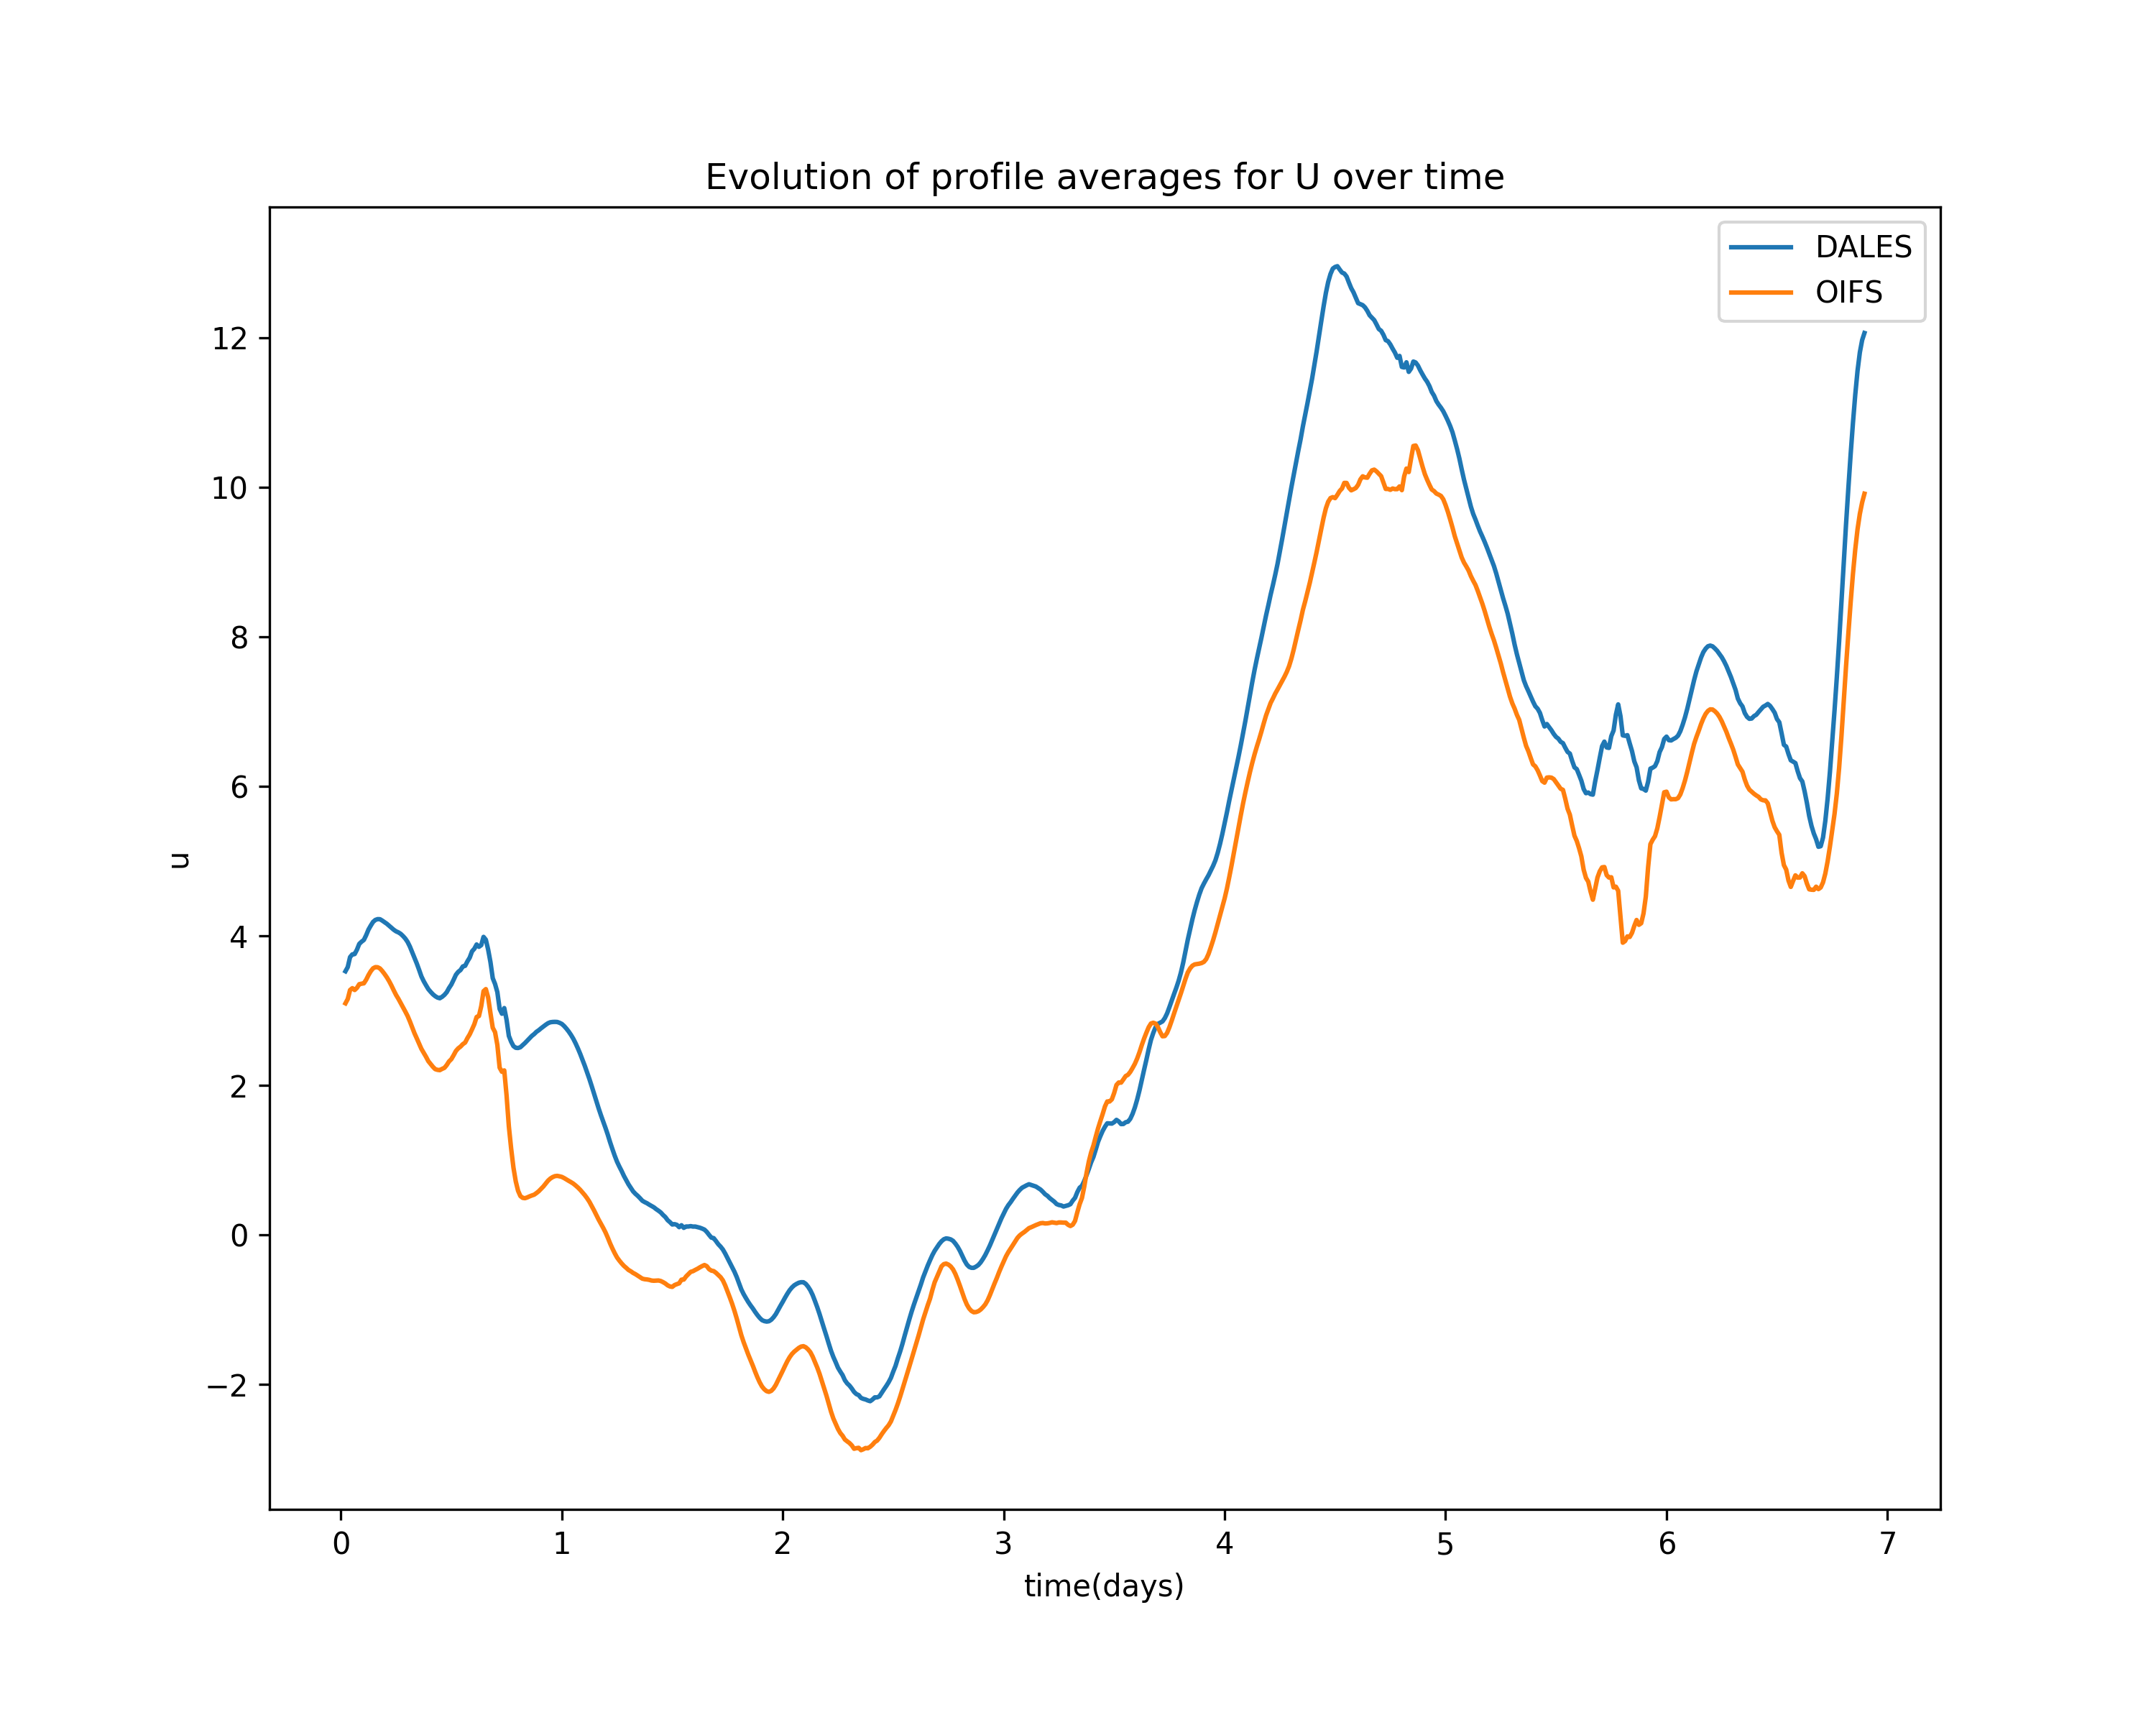 Evolution of profile averages for U over time
DALES
OIFS
12
10
8
6
4
2
0
−2
u
0 1 2 3 4 5 6 7
time(days)